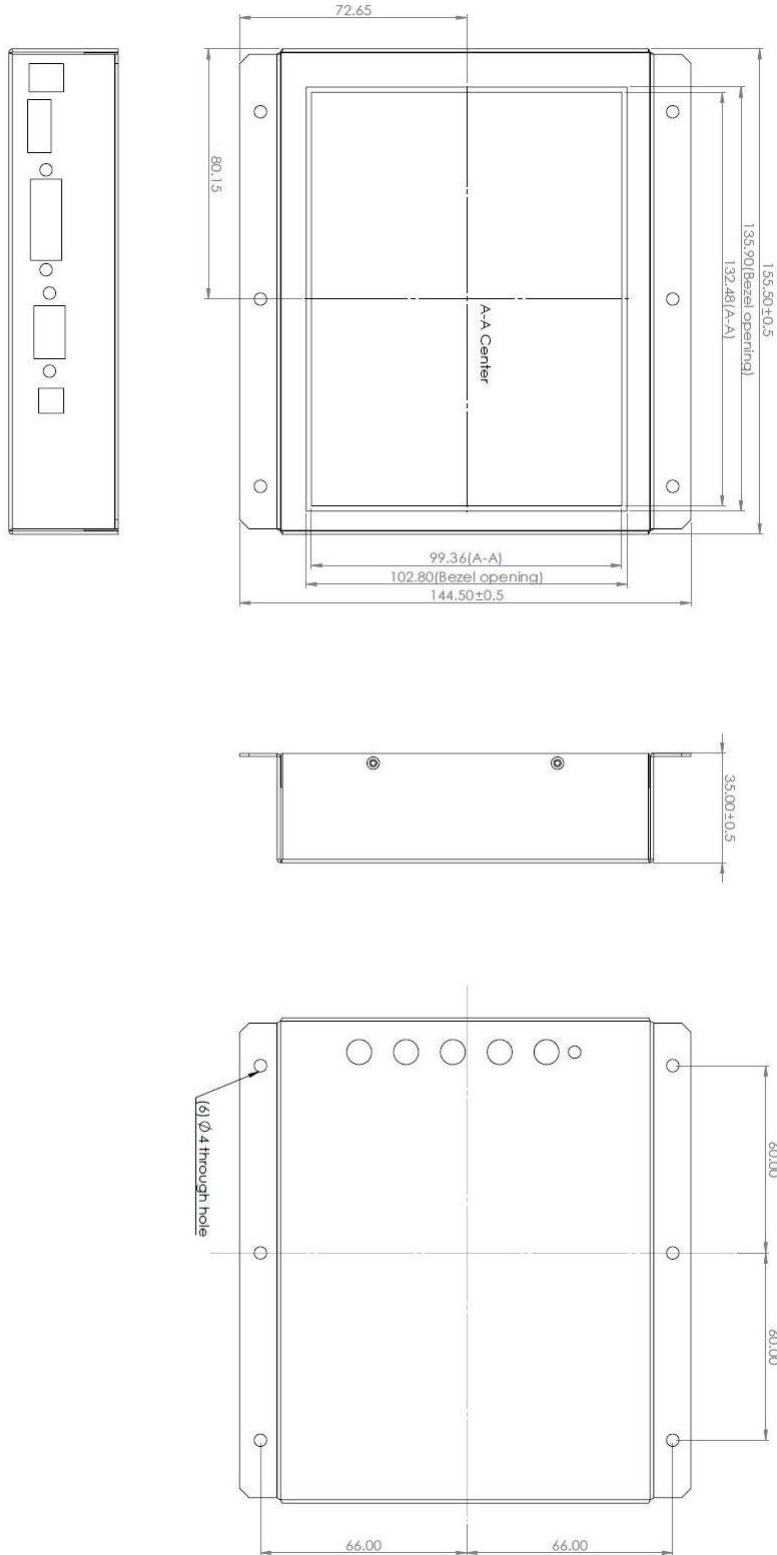 72.65
80.15
155.50±0.5
135.90(Bezel opening)
132.48(A-A)
A-A Center
99.36(A-A)
102.80(Bezel opening)
144.50±0.5
35.00±0.5
(6) Ø 4 through hole
60.00
60.00
66.00
66.00